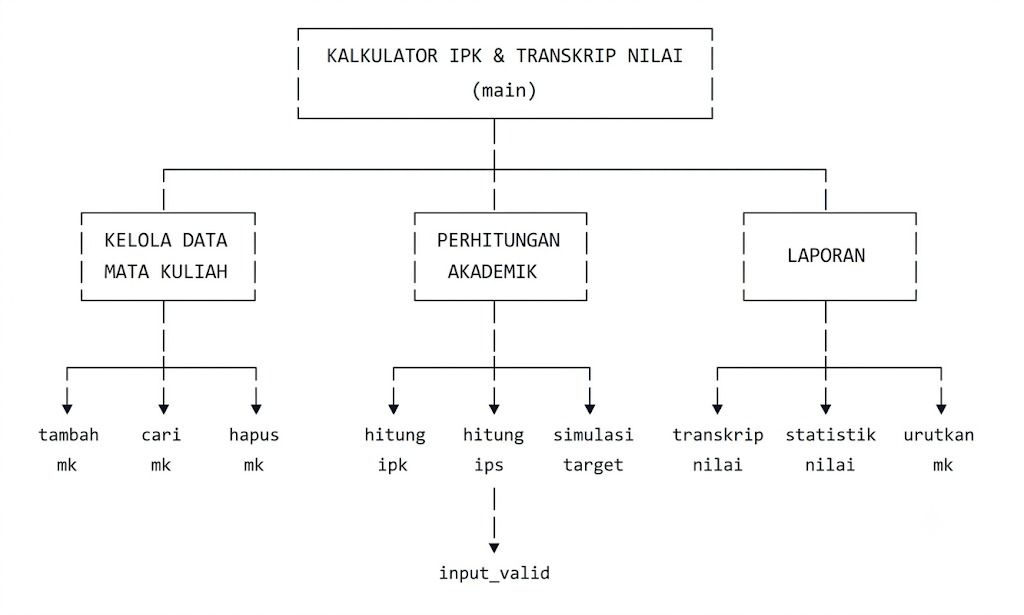 KALKULATOR IPK & TRANSKRIP NILAI
(main)
KELOLA DATA
MATA KULIAH
PERHITUNGAN
AKADEMIK
LAPORAN
tambah
mk
cari
mk
hapus
mk
hitung
ipk
hitung
ips
simulasi
target
transkrip
nilai
statistik
nilai
urutkan
mk
input_valid